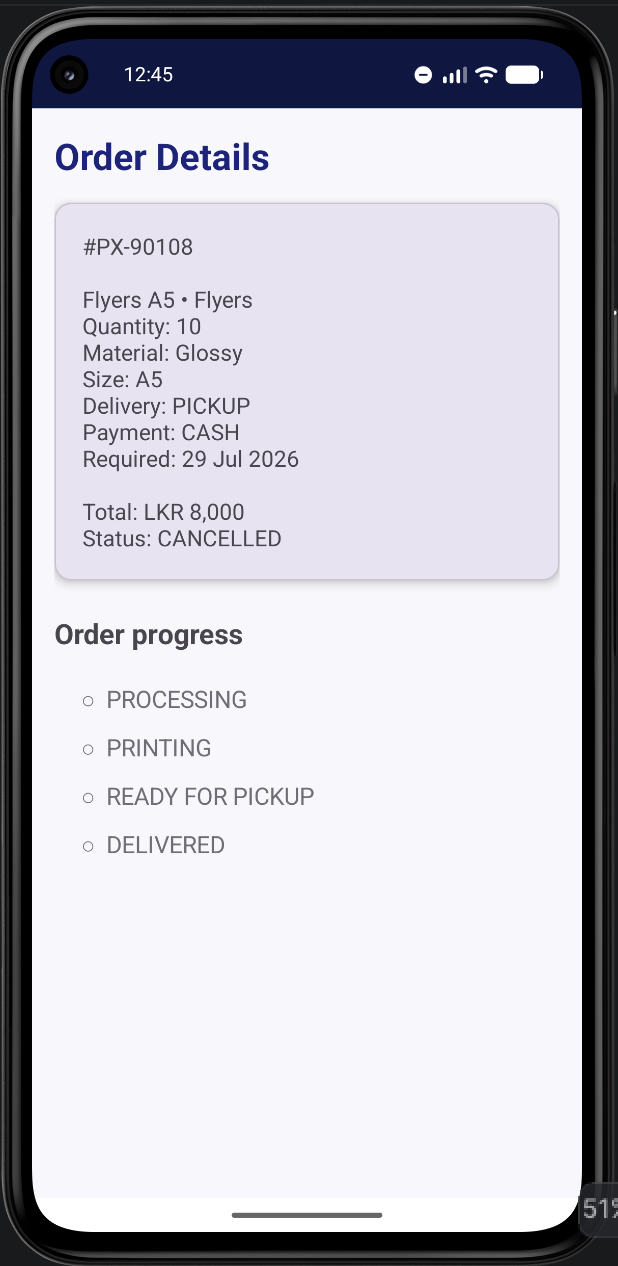 12:45
Order Details
#PX-90108
Flyers A5 • Flyers
Quantity: 10
Material: Glossy
Size: A5
Delivery: PICKUP
Payment: CASH
Required: 29 Jul 2026
Total: LKR 8,000
Status: CANCELLED
Order progress
○ PROCESSING
○ PRINTING
○ READY FOR PICKUP
○ DELIVERED
51%